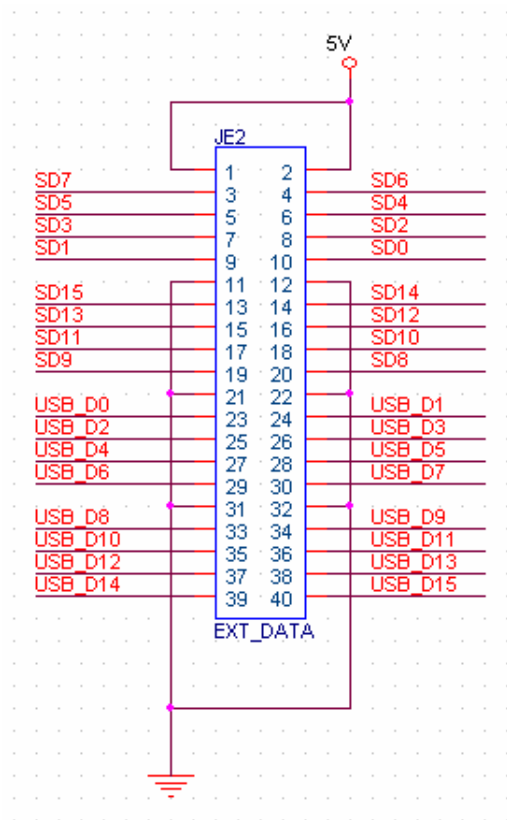 5V
JE2
1 2
SD7 3 4 SD6
SD5 5 6 SD4
SD3 7 8 SD2
SD1 9 10 SD0
11 12
SD15 13 14 SD14
SD13 15 16 SD12
SD11 17 18 SD10
SD9 19 20 SD8
21 22
USB_D0 23 24 USB_D1
USB_D2 25 26 USB_D3
USB_D4 27 28 USB_D5
USB_D6 29 30 USB_D7
31 32
USB_D8 33 34 USB_D9
USB_D10 35 36 USB_D11
USB_D12 37 38 USB_D13
USB_D14 39 40 USB_D15
EXT_DATA